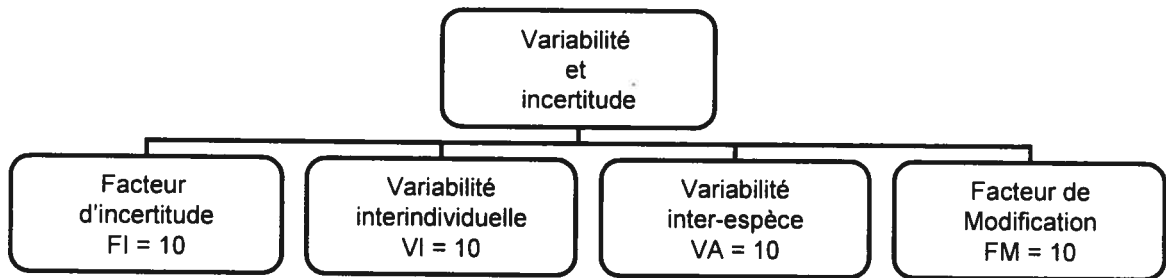 Variabilité
et
incertitude
Facteur
d'incertitude
FI = 10
Variabilité
interindividuelle
VI = 10
Variabilité
inter-espèce
VA = 10
Facteur de
Modification
FM = 10